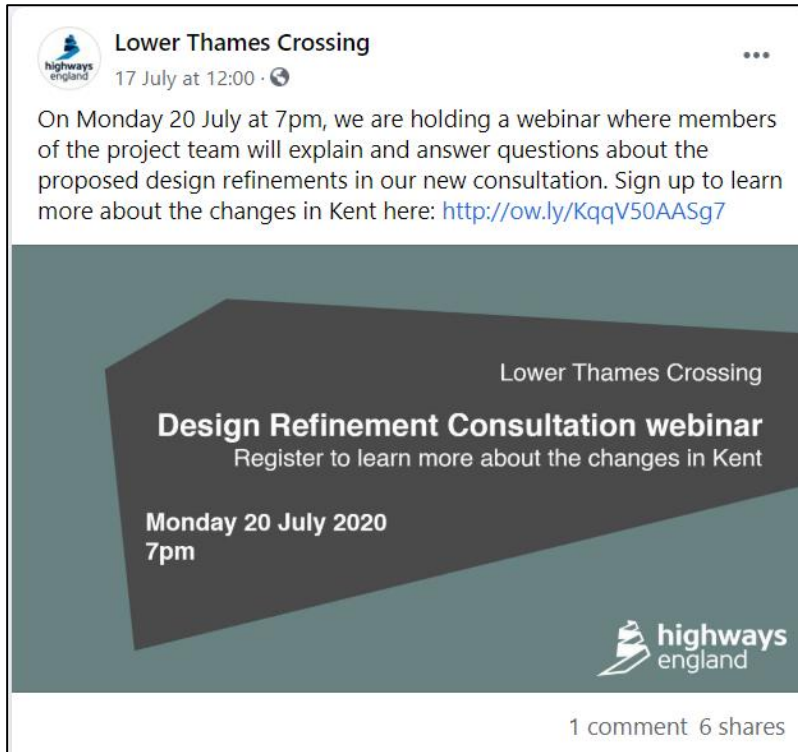 highways
england
Lower Thames Crossing
17 July at 12:00 ·
On Monday 20 July at 7pm, we are holding a webinar where members
of the project team will explain and answer questions about the
proposed design refinements in our new consultation. Sign up to learn
more about the changes in Kent here: http://ow.ly/KqqV50AASg7
Lower Thames Crossing
Design Refinement Consultation webinar
Register to learn more about the changes in Kent
Monday 20 July 2020
7pm
highways
england
1 comment 6 shares